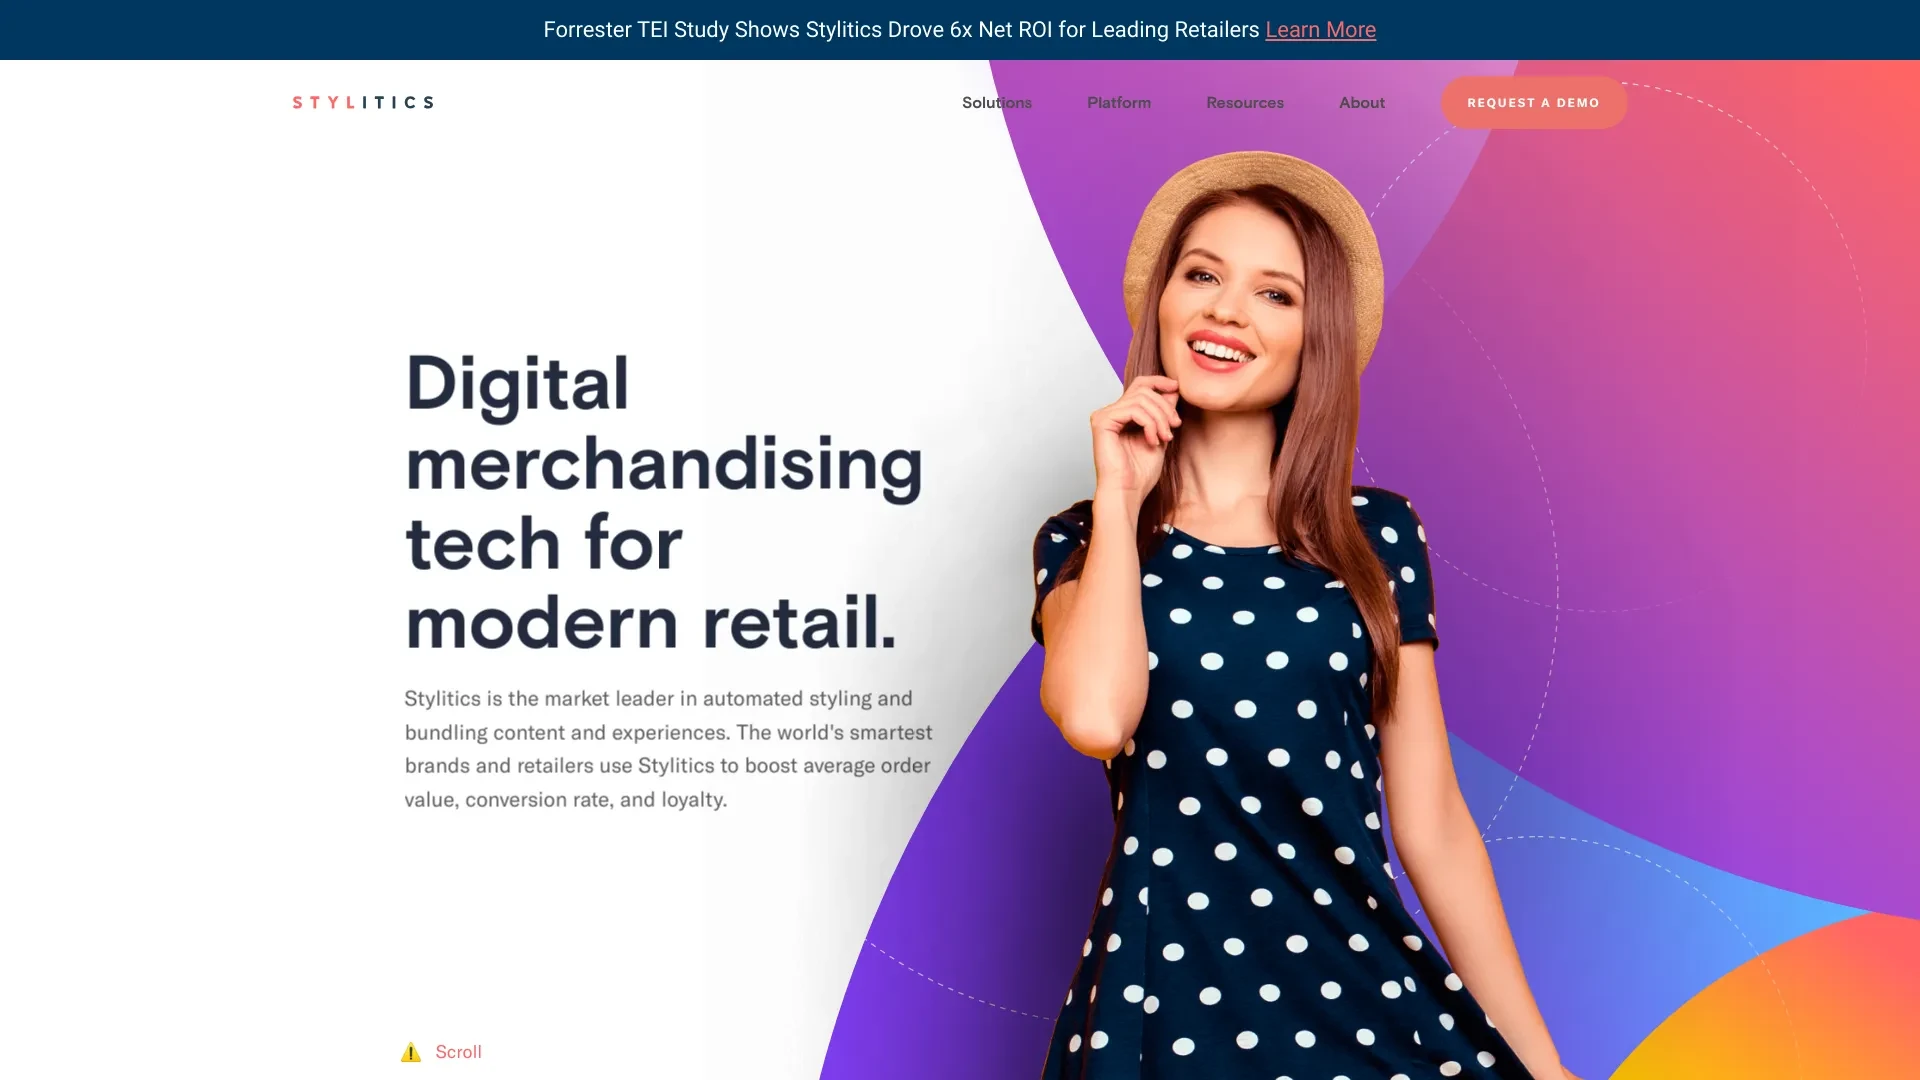 Forrester TEI Study Shows Stylitics Drove 6x Net ROI for Leading Retailers Learn More
STYLITICS
Solutions
Platform
Resources
About
REQUEST A DEMO
Digital
merchandising
tech for
modern retail.
Stylitics is the market leader in automated styling and
bundling content and experiences. The world's smartest
brands and retailers use Stylitics to boost average order
value, conversion rate, and loyalty.
Scroll